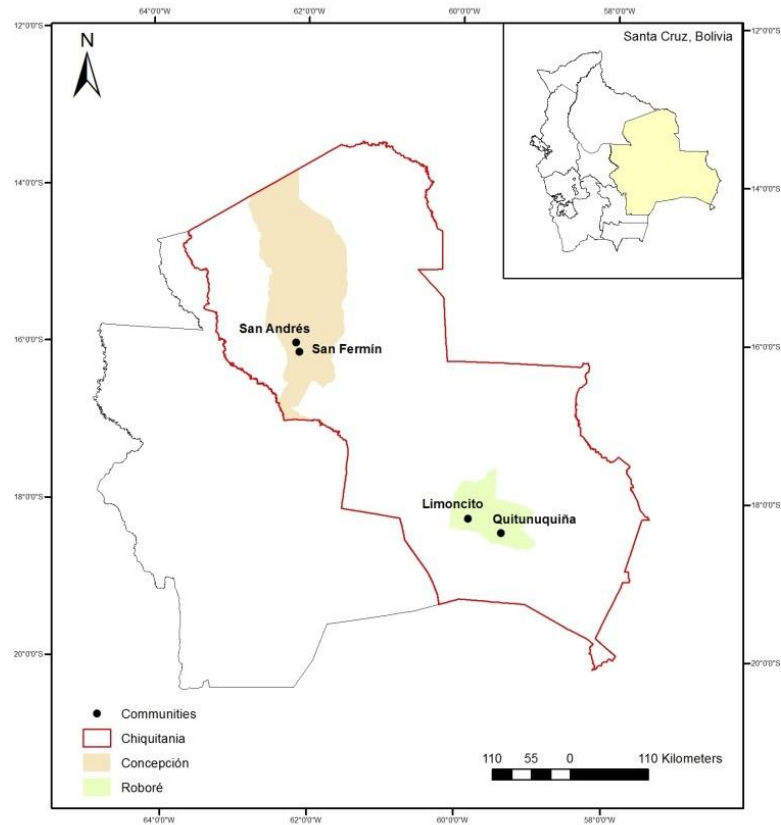 64°0'0"W 62°0'0"W 60°0'0"W 58°0'0"W
12°0'0"S
12°0'0"S
N
Santa Cruz, Bolivia
14°0'0"S
14°0'0"S
San Andrés
16°0'0"S
16°0'0"S
San Fermín
18°0'0"S
18°0'0"S
Limoncito
Quitunuquiña
20°0'0"S
20°0'0"S
Communities
Chiquitania
Concepción
Roboré
110 55 0 110 Kilometers
64°0'0"W 62°0'0"W 60°0'0"W 58°0'0"W